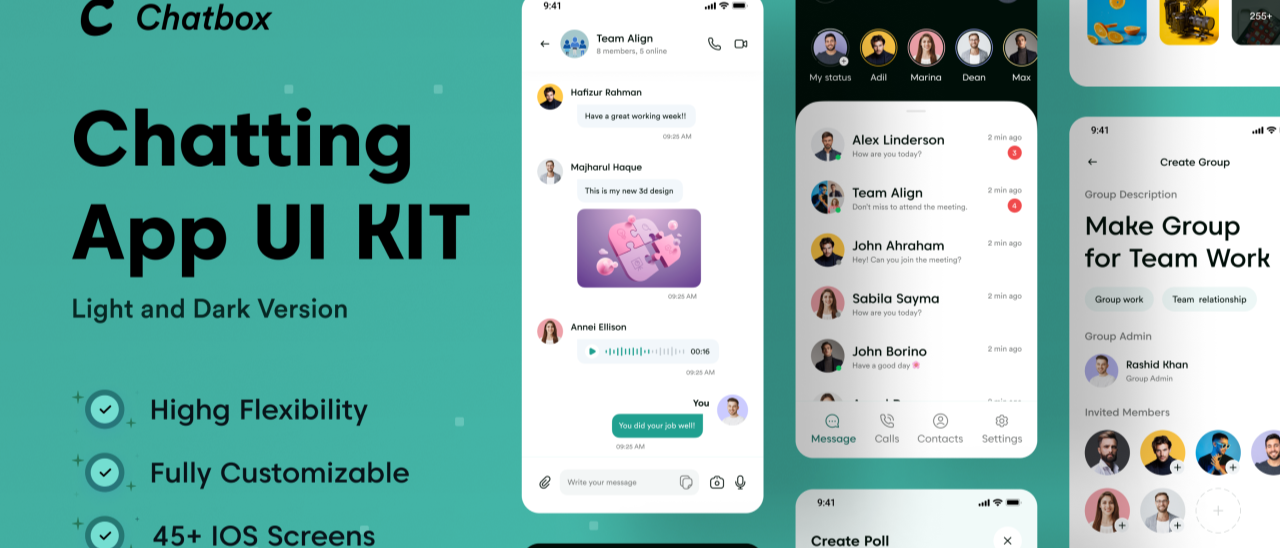 Chatbox
Chatting
App UI KIT
Light and Dark Version
Highg Flexibility
Fully Customizable
45+ IOS Screens
9:41
Team Align
8 members, 5 online
Hafizur Rahman
Have a great working week!!
09:25 AM
Majharul Haque
This is my new 3d design
09:25 AM
Annei Ellison
00:16
09:25 AM
You
You did your job well!
09:25 AM
Write your message
My status
Adil
Marina
Dean
Max
Alex Linderson
2 min ago
How are you today?
3
Team Align
2 min ago
Don't miss to attend the meeting.
4
John Ahraham
2 min ago
Hey! Can you join the meeting?
Sabila Sayma
2 min ago
How are you today?
John Borino
2 min ago
Have a good day 🌸
Message
Calls
Contacts
Settings
9:41
Create Poll
255+
9:41
Create Group
Group Description
Make Group
for Team Work
Group work
Team relationship
Group Admin
Rashid Khan
Group Admin
Invited Members